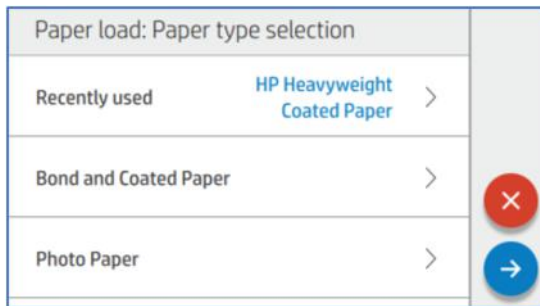 Paper load: Paper type selection
Recently used
HP Heavyweight
Coated Paper
Bond and Coated Paper
Photo Paper